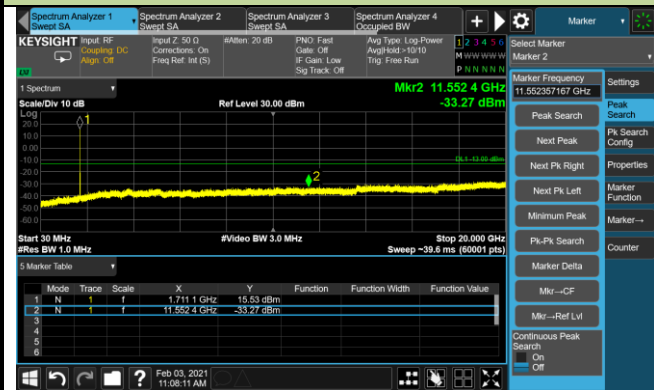 Spectrum Analyzer 1
Swept SA
Spectrum Analyzer 2
Swept SA
Spectrum Analyzer 3
Swept SA
Spectrum Analyzer 4
Occupied BW
+
Marker
KEYSIGHT
Input: RF
Coupling: DC
Align: Off
Input Z: 50 Ω
Corrections: On
Freq Ref: Int (S)
#Atten: 20 dB
PNO: Fast
Gate: Off
IF Gain: Low
Sig Track: Off
Avg Type: Log-Power
Avg|Hold:>10/10
Trig: Free Run
1 2 3 4 5 6
M W W W W W
P N N N N N
LXI
Select Marker
Marker 2
1 Spectrum
Mkr2 11.552 4 GHz
-33.27 dBm
Scale/Div 10 dB
Ref Level 30.00 dBm
Log
20.0
10.0
0.00
-10.0
-20.0
-30.0
-40.0
-50.0
-60.0
1
2
DL1 -13.00 dBm
Start 30 MHz
#Res BW 1.0 MHz
#Video BW 3.0 MHz
Stop 20.000 GHz
Sweep ~39.6 ms (60001 pts)
5 Marker Table
Mode Trace Scale X Y Function Function Width Function Value
1 N 1 f 1.711 1 GHz 15.53 dBm
2 N 1 f 11.552 4 GHz -33.27 dBm
3
4
5
6
Marker Frequency
11.552357167 GHz
Peak Search
Next Peak
Next Pk Right
Next Pk Left
Minimum Peak
Pk-Pk Search
Marker Delta
Mkr→CF
Mkr→Ref Lvl
Continuous Peak
Search
On
Off
Settings
Peak
Search
Pk Search
Config
Properties
Marker
Function
Marker→
Counter
?
Feb 03, 2021
11:08:11 AM